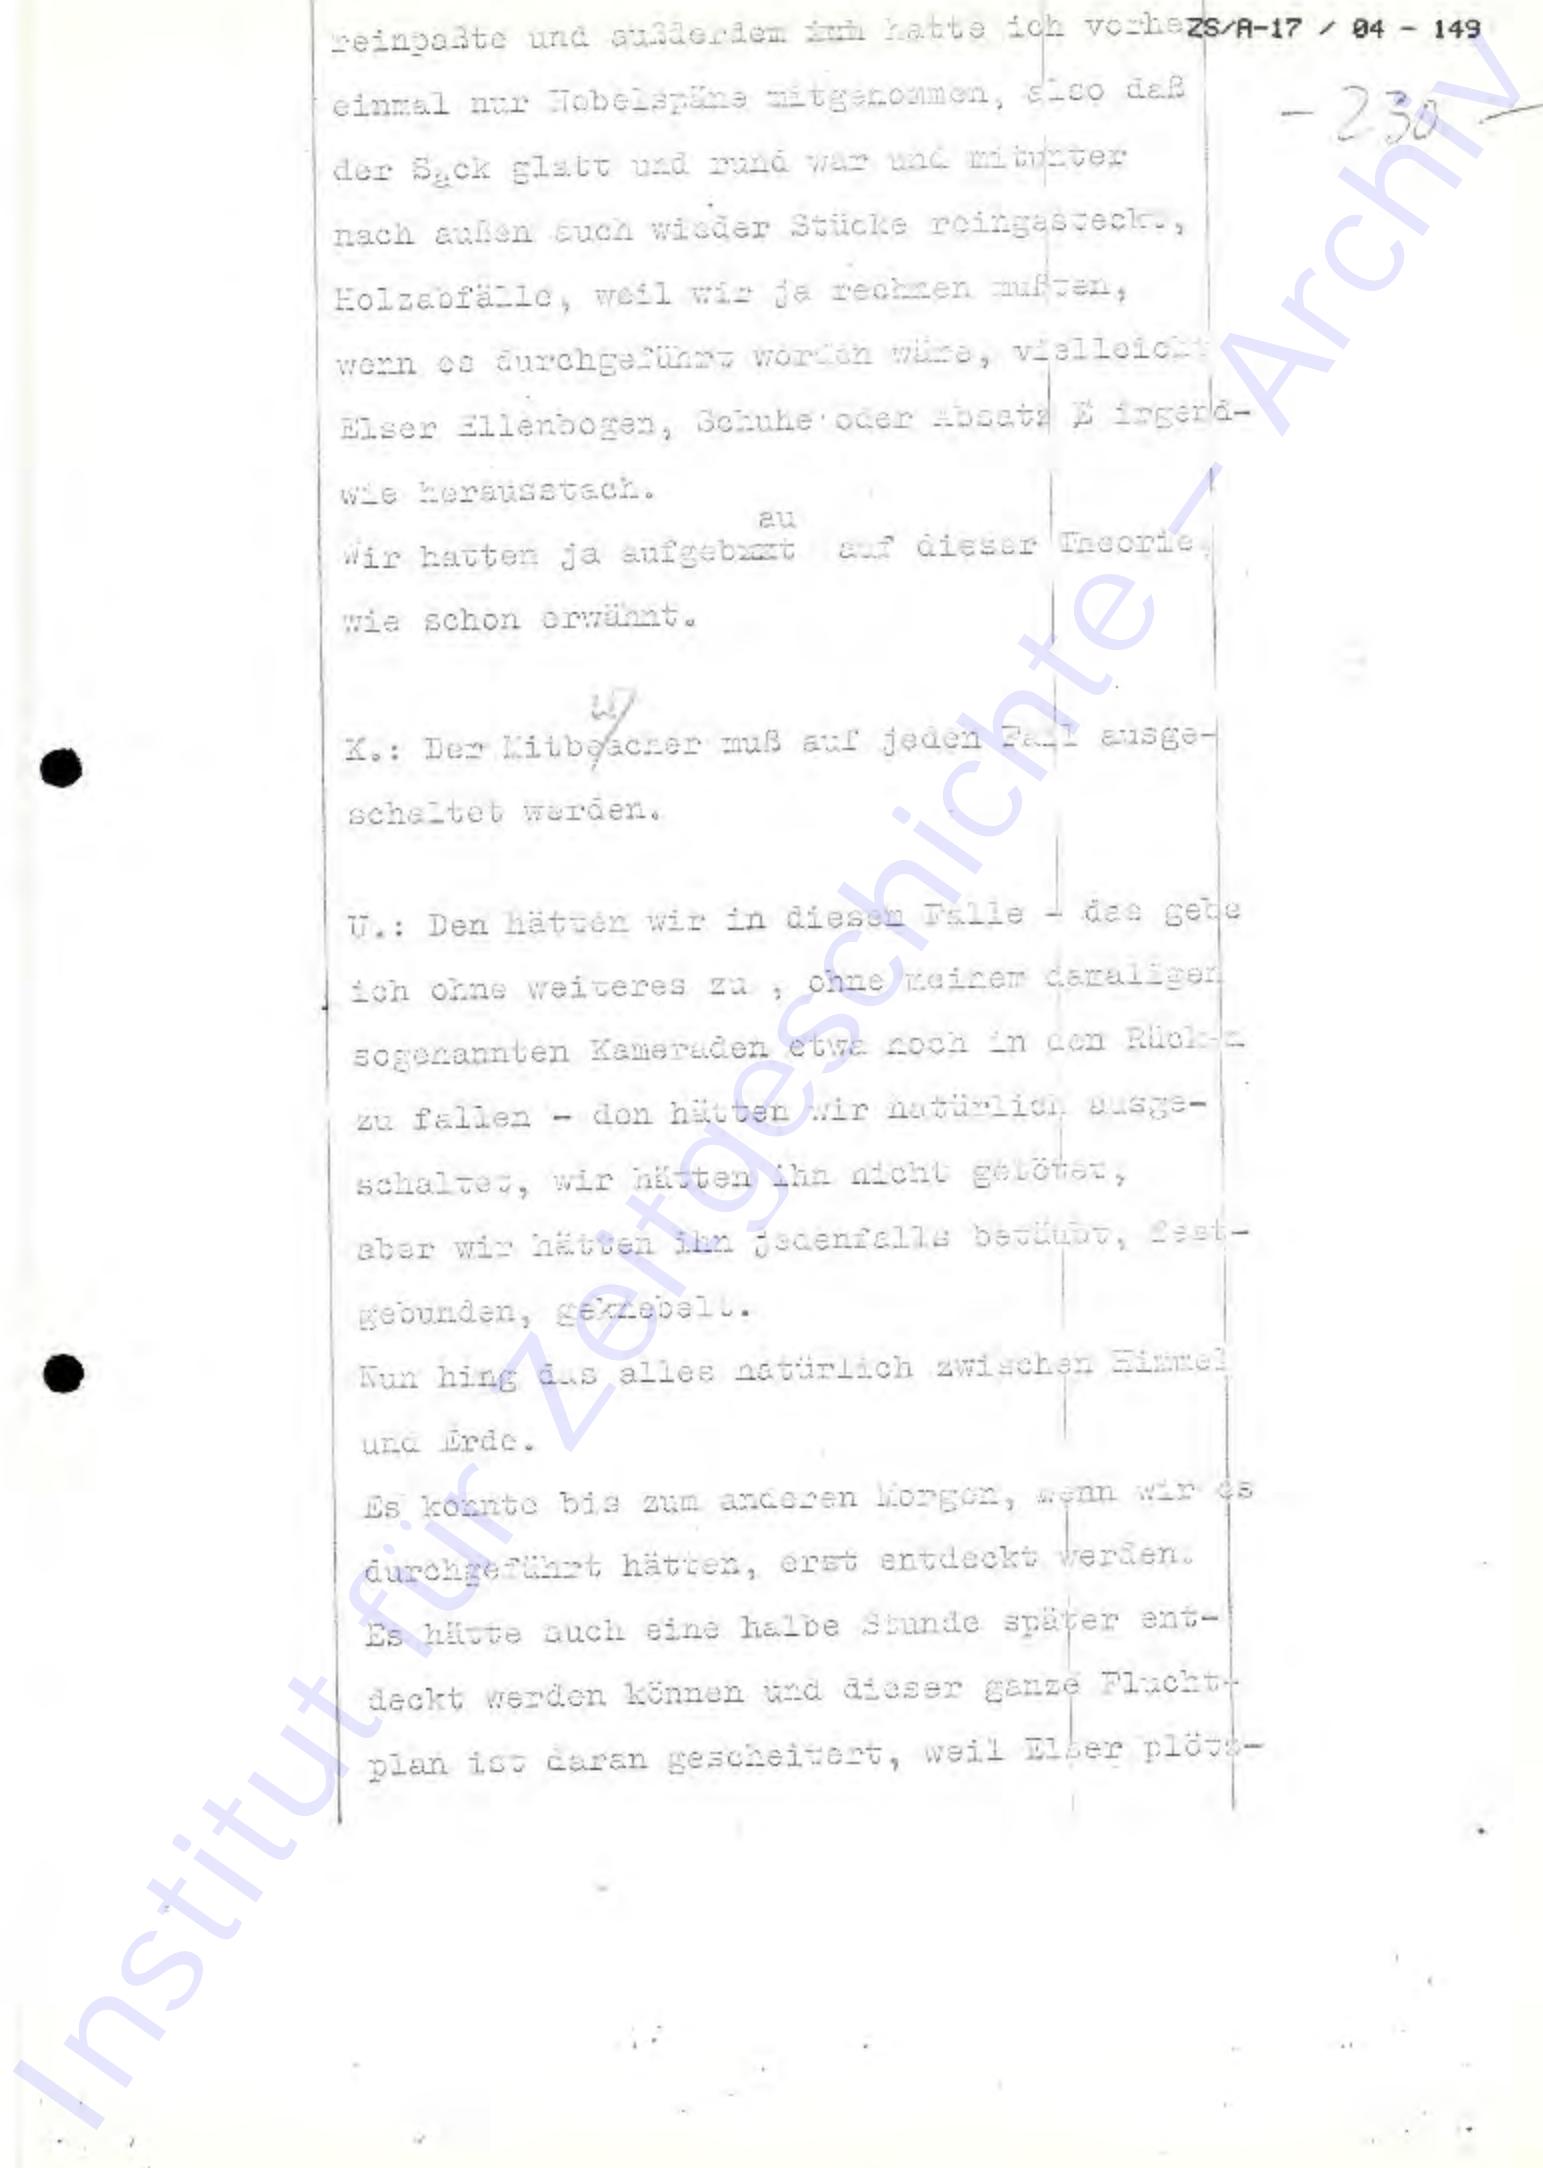 ZS/A-17 / 04 - 149
- 230 -
reinpaßte und außderdem xxx hatte ich vorher
einmal nur Hobelspäne mitgenommen, also daß
der Sack glatt und rund war und mitunter
nach außen auch wieder Stücke reingesteckt,
Holzabfälle, weil wir ja rechnen mußten,
wenn es durchgeführt worden wäre, vielleicht
Elser Ellenbogen, Schuhe oder Absatz irgend-
wie herausstach.
au
Wir hatten ja aufgebxxxt auf dieser Theorie,
wie schon erwähnt.
K.: Der Mitbewacher muß auf jeden Fall ausge-
schaltet werden.
U.: Den hätten wir in diesem Falle - das gebe
ich ohne weiteres zu , ohne meinem damaligen
sogenannten Kameraden etwa noch in den Rücken
zu fallen - den hätten wir natürlich ausge-
schaltet, wir hätten ihn nicht getötet,
aber wir hätten ihn jedenfalls betäubt, fest-
gebunden, geknebelt.
Nun hing das alles natürlich zwischen Himmel
und Erde.
Es konnte bis zum anderen Morgen, wenn wir es
durchgeführt hätten, erst entdeckt werden.
Es hätte auch eine halbe Stunde später ent-
deckt werden können und dieser ganze Flucht-
plan ist daran gescheitert, weil Elser plötz-
Institut für Zeitgeschichte - Archiv